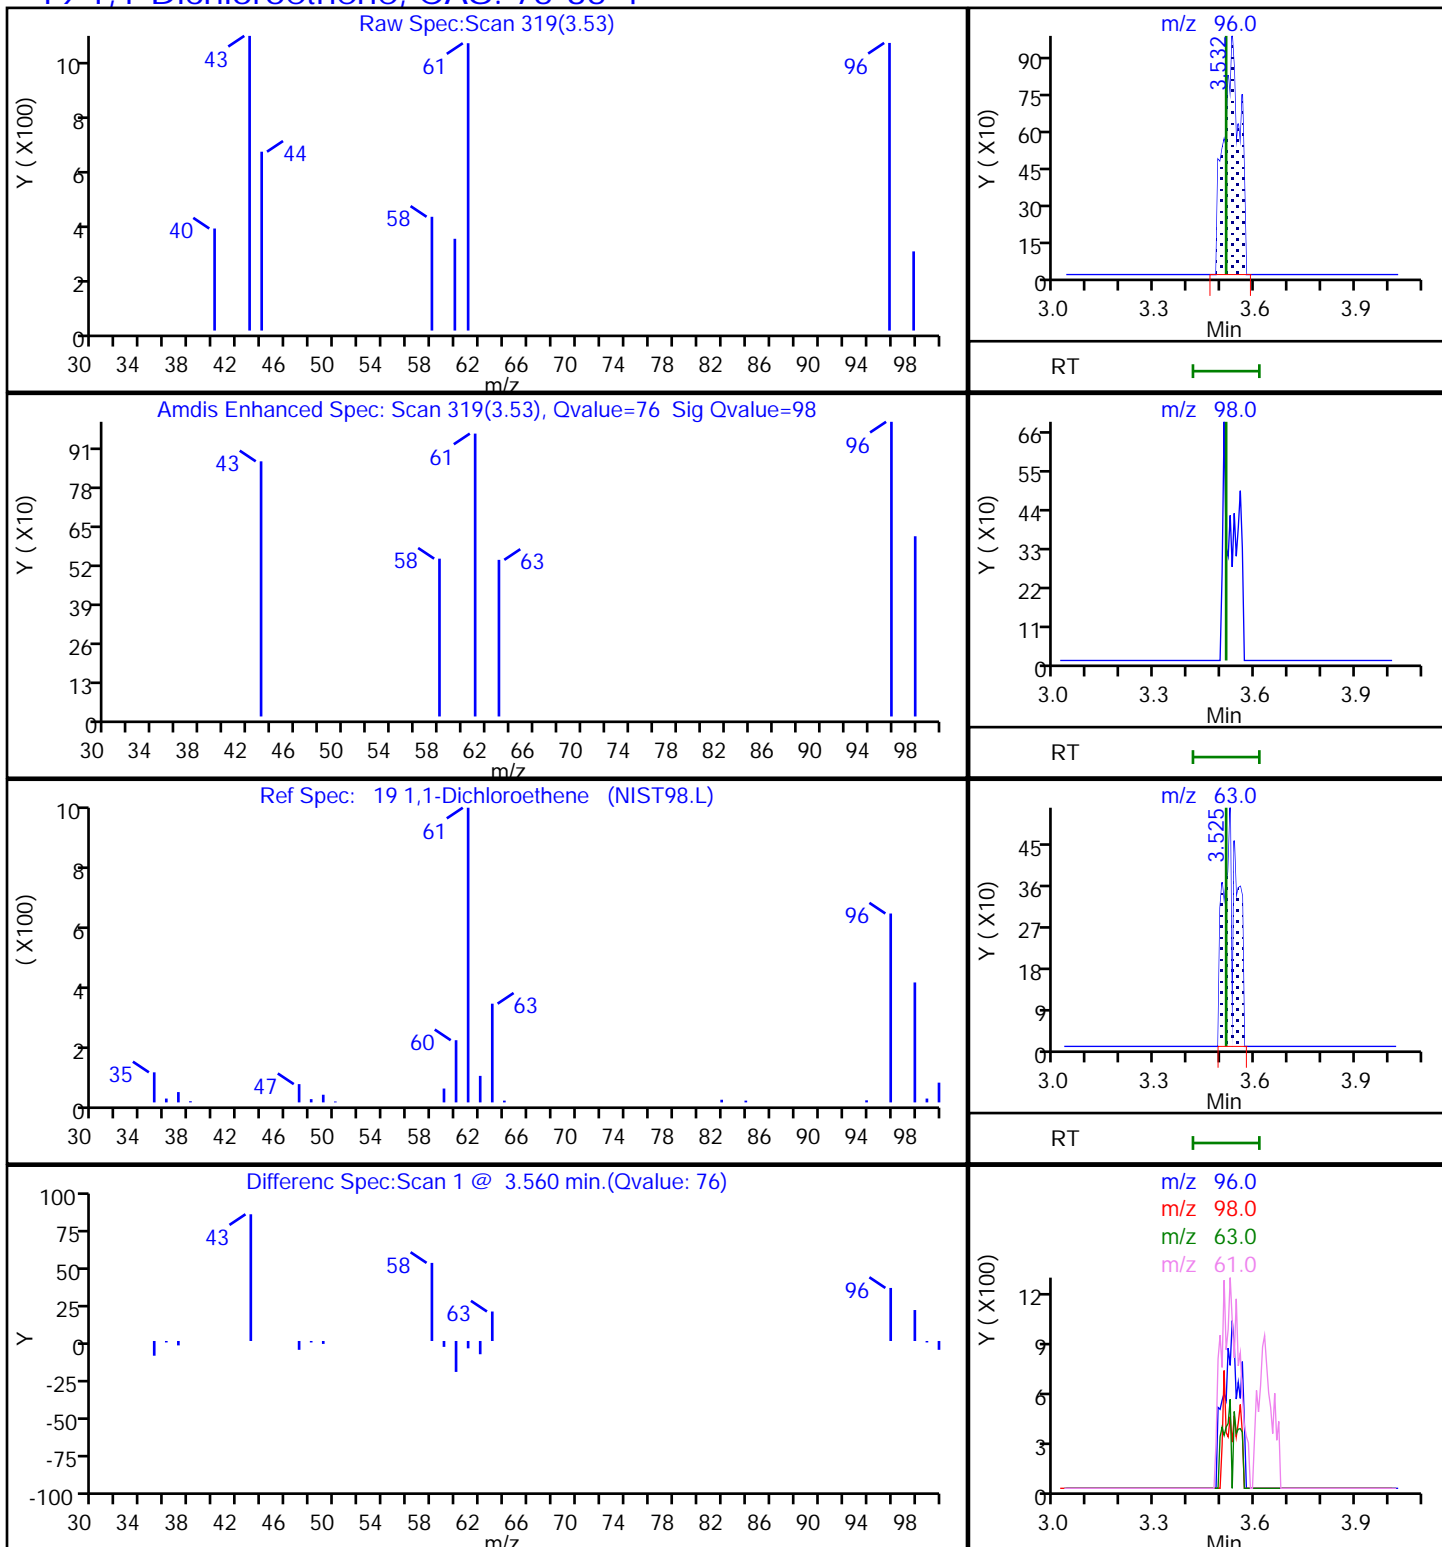 Raw Spec:Scan 319(3.53)
Y ( X100)
10
8
6
4
2
0
43
44
40
58
61
96
30 34 38 42 46 50 54 58 62 66 70 74 78 82 86 90 94 98
m/z
m/z 96.0
3.532
Y ( X10)
90
75
60
45
30
15
0
3.0 3.3 3.6 3.9
Min
RT
Amdis Enhanced Spec: Scan 319(3.53), Qvalue=76 Sig Qvalue=98
Y ( X10)
91
78
65
52
39
26
13
0
43
58
61
63
96
30 34 38 42 46 50 54 58 62 66 70 74 78 82 86 90 94 98
m/z
m/z 98.0
Y ( X10)
66
55
44
33
22
11
0
3.0 3.3 3.6 3.9
Min
RT
Ref Spec: 19 1,1-Dichloroethene (NIST98.L)
( X100)
10
8
6
4
2
0
35
47
60
61
63
96
30 34 38 42 46 50 54 58 62 66 70 74 78 82 86 90 94 98
m/z 63.0
3.525
Y ( X10)
45
36
27
18
9
0
3.0 3.3 3.6 3.9
Min
RT
Differenc Spec:Scan 1 @ 3.560 min.(Qvalue: 76)
Y
100
75
50
25
0
-25
-50
-75
-100
43
58
63
96
30 34 38 42 46 50 54 58 62 66 70 74 78 82 86 90 94 98
m/z
m/z 96.0
m/z 98.0
m/z 63.0
m/z 61.0
Y ( X100)
12
9
6
3
0
3.0 3.3 3.6 3.9
Min